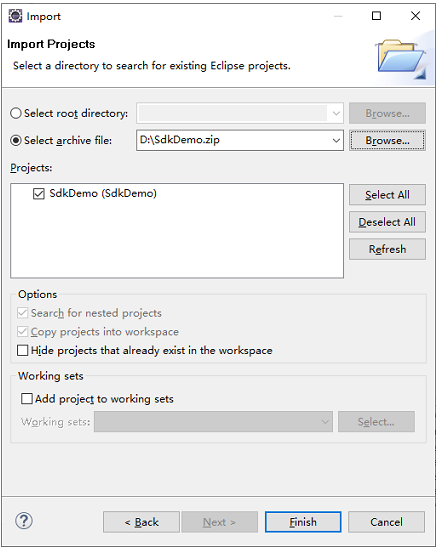 Import
Import Projects
Select a directory to search for existing Eclipse projects.
Select root directory:
Browse...
Select archive file:
D:\SdkDemo.zip
Browse...
Projects:
SdkDemo (SdkDemo)
Select All
Deselect All
Refresh
Options
Search for nested projects
Copy projects into workspace
Hide projects that already exist in the workspace
Working sets
Add project to working sets
Working sets:
Select...
?
< Back
Next >
Finish
Cancel